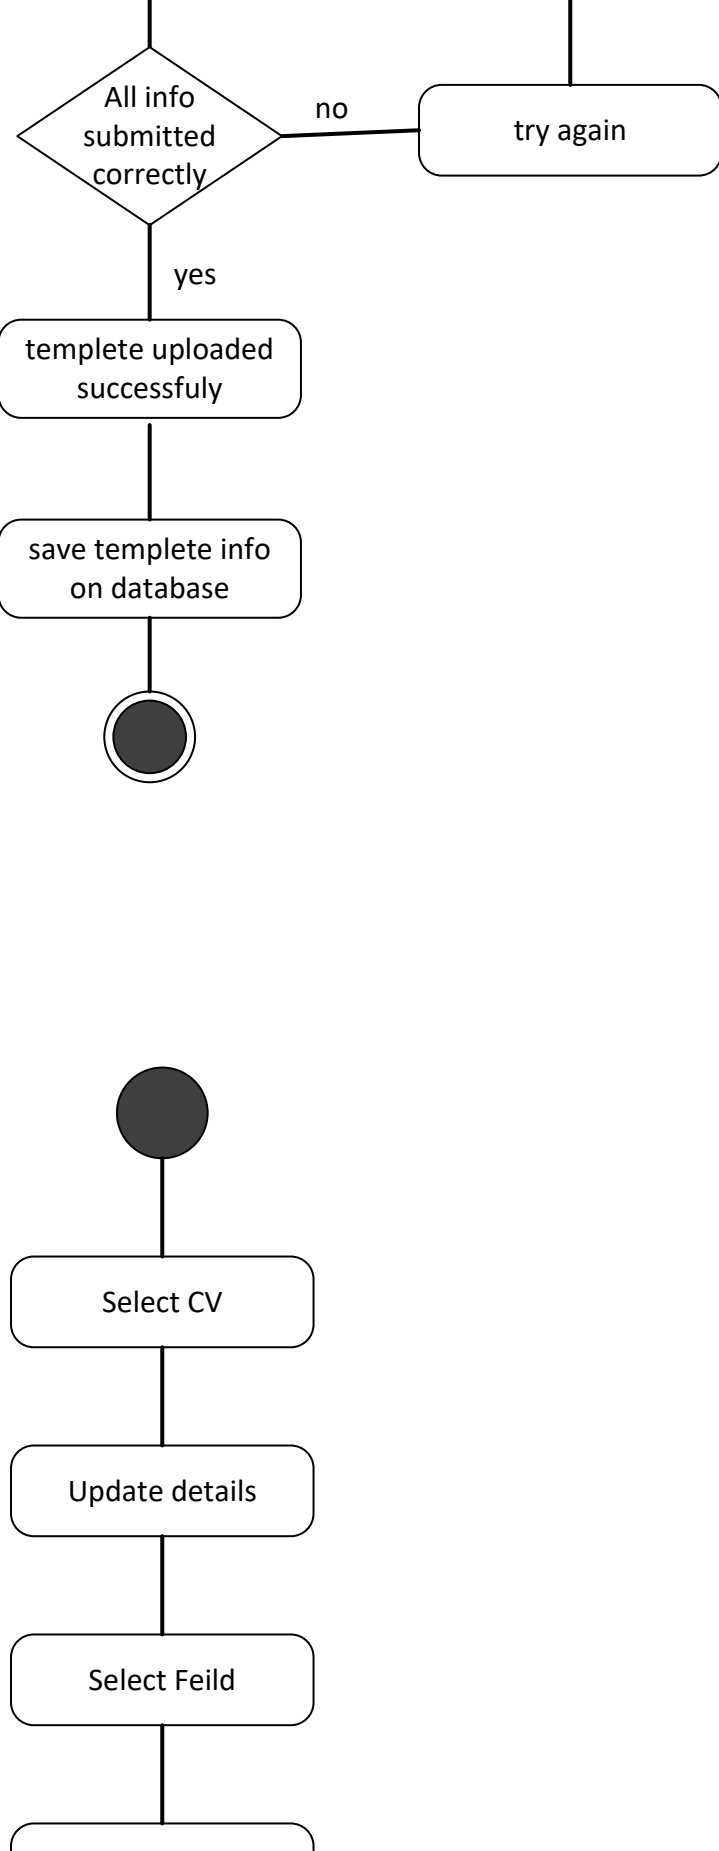 All info
submitted
correctly
no
try again
yes
templete uploaded
successfuly
save templete info
on database
Select CV
Update details
Select Feild